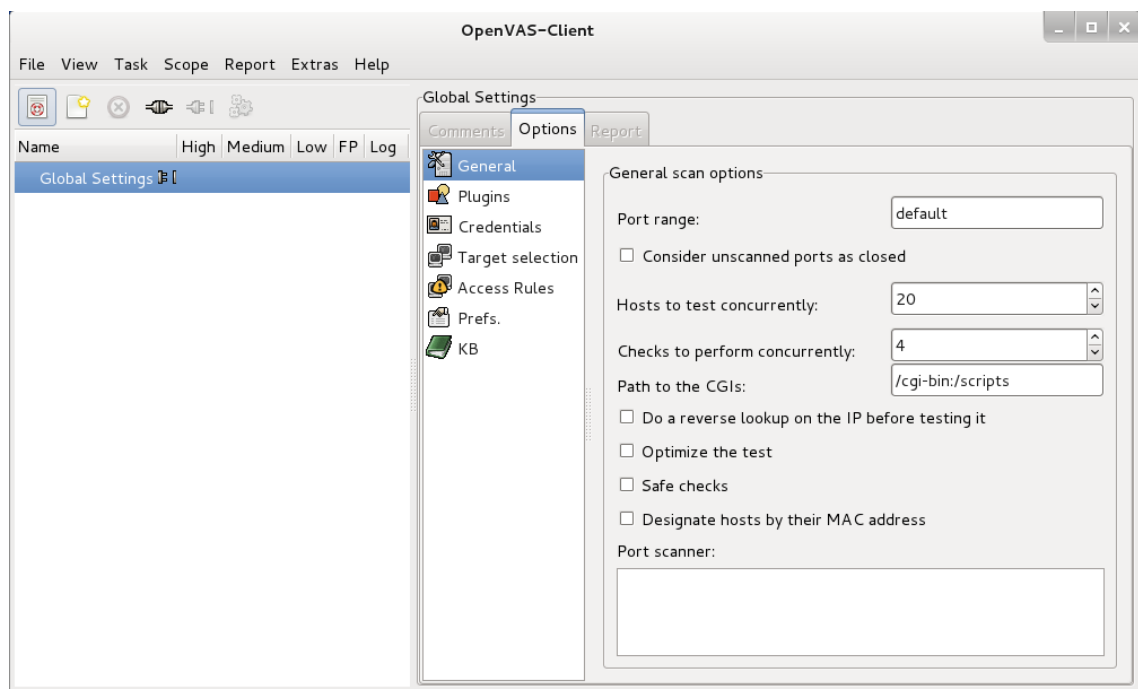 OpenVAS-Client
File View Task Scope Report Extras Help
Name High Medium Low FP Log
Global Settings
Global Settings
Comments Options Report
General
Plugins
Credentials
Target selection
Access Rules
Prefs.
KB
General scan options
Port range: default
Consider unscanned ports as closed
Hosts to test concurrently: 20
Checks to perform concurrently: 4
Path to the CGIs: /cgi-bin:/scripts
Do a reverse lookup on the IP before testing it
Optimize the test
Safe checks
Designate hosts by their MAC address
Port scanner: